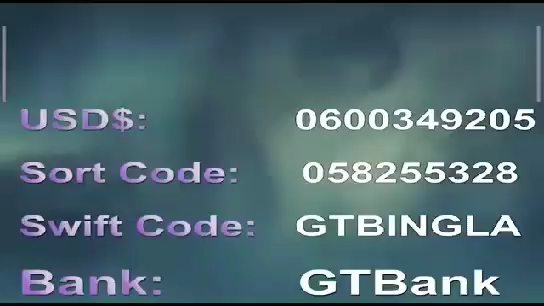 USD$: 0600349205
Sort Code: 058255328
Swift Code: GTBINGLA
Bank: GTBank